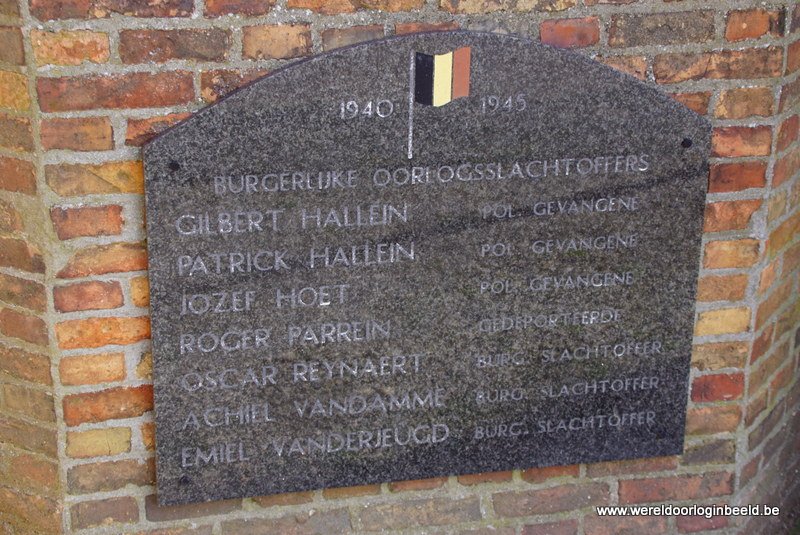 1940 1945
BURGERLIJKE OORLOGSSLACHTOFFERS
GILBERT HALLEIN POL. GEVANGENE
PATRICK HALLEIN POL. GEVANGENE
JOZEF HOET POL. GEVANGENE
ROGER PARREIN GEDEPORTEERDE
OSCAR REYNAERT BURG. SLACHTOFFER
ACHIEL VANDAMME BURG. SLACHTOFFER
EMIEL VANDERJEUGD BURG. SLACHTOFFER
www.wereldoorloginbeeld.be